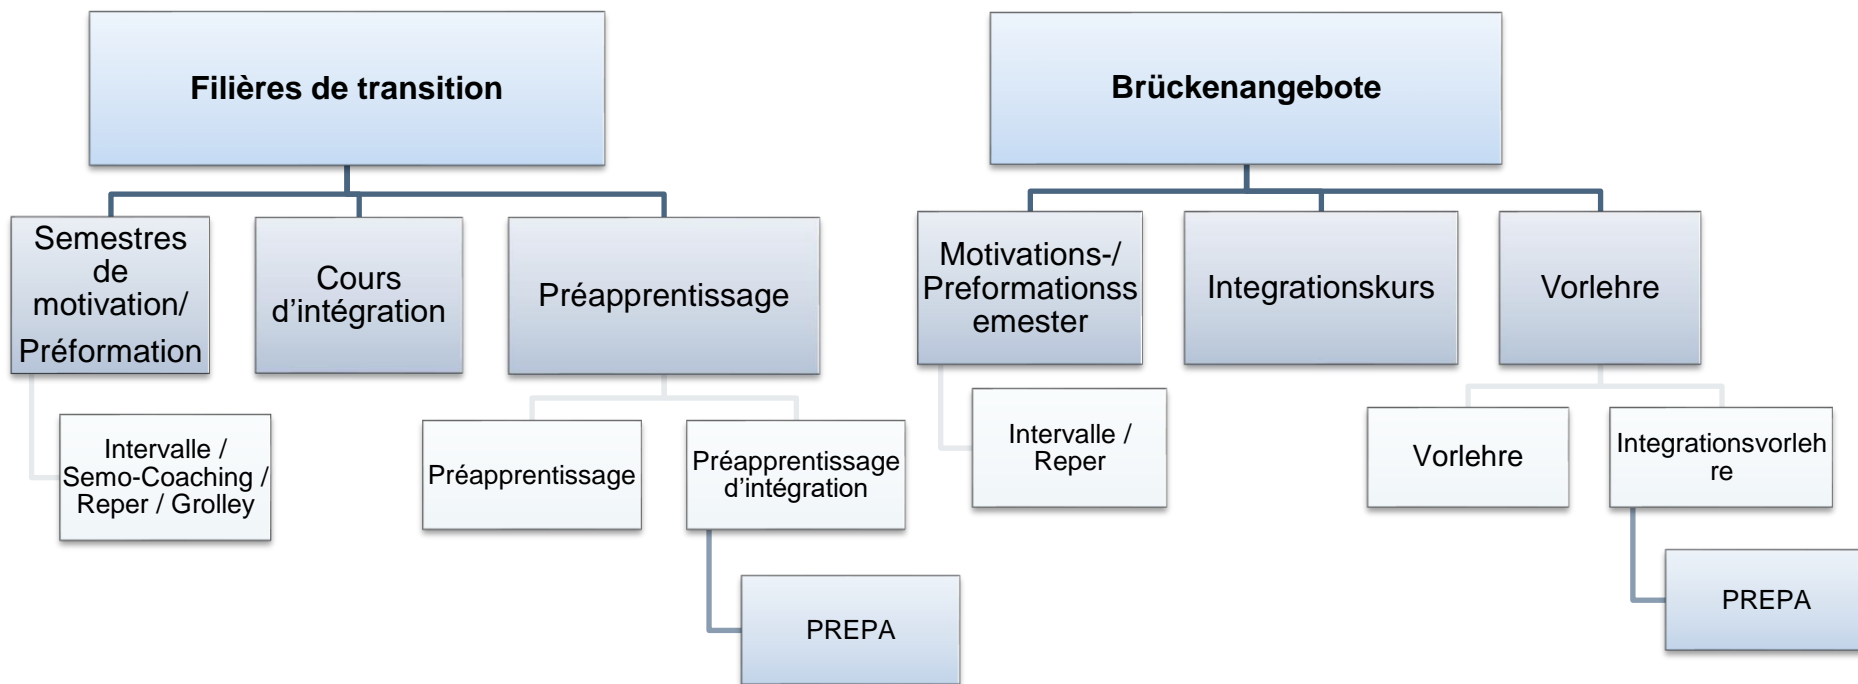 Filières de transition
Semestres
de
motivation/
Préformation
Cours
d’intégration
Préapprentissage
Intervalle /
Semo-Coaching /
Reper / Grolley
Préapprentissage
Préapprentissage
d’intégration
PREPA
Brückenangebote
Motivations-/
Preformationss
emester
Integrationskurs
Vorlehre
Intervalle /
Reper
Vorlehre
Integrationsvorleh
re
PREPA